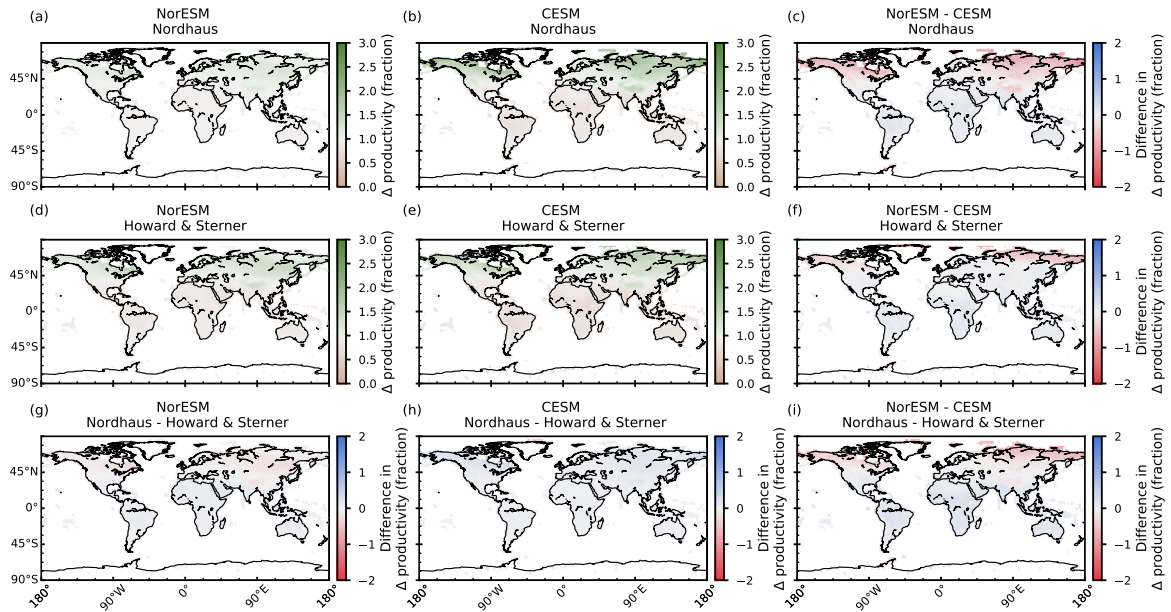 (a)
NorESM
Nordhaus
(b)
CESM
Nordhaus
(c)
NorESM - CESM
Nordhaus
45°N
0°
45°S
90°S
3.0
2.5
2.0
1.5
1.0
0.5
0.0
Δ productivity (fraction)
3.0
2.5
2.0
1.5
1.0
0.5
0.0
Δ productivity (fraction)
2
1
0
−1
−2
Difference in
Δ productivity (fraction)
(d)
NorESM
Howard & Sterner
(e)
CESM
Howard & Sterner
(f)
NorESM - CESM
Howard & Sterner
45°N
0°
45°S
90°S
3.0
2.5
2.0
1.5
1.0
0.5
0.0
Δ productivity (fraction)
3.0
2.5
2.0
1.5
1.0
0.5
0.0
Δ productivity (fraction)
2
1
0
−1
−2
Difference in
Δ productivity (fraction)
(g)
NorESM
Nordhaus - Howard & Sterner
(h)
CESM
Nordhaus - Howard & Sterner
(i)
NorESM - CESM
Nordhaus - Howard & Sterner
45°N
0°
45°S
90°S
180°
90°W
0°
90°E
180°
2
1
0
−1
−2
Difference in
Δ productivity (fraction)
180°
90°W
0°
90°E
180°
2
1
0
−1
−2
Difference in
Δ productivity (fraction)
180°
90°W
0°
90°E
180°
2
1
0
−1
−2
Difference in
Δ productivity (fraction)